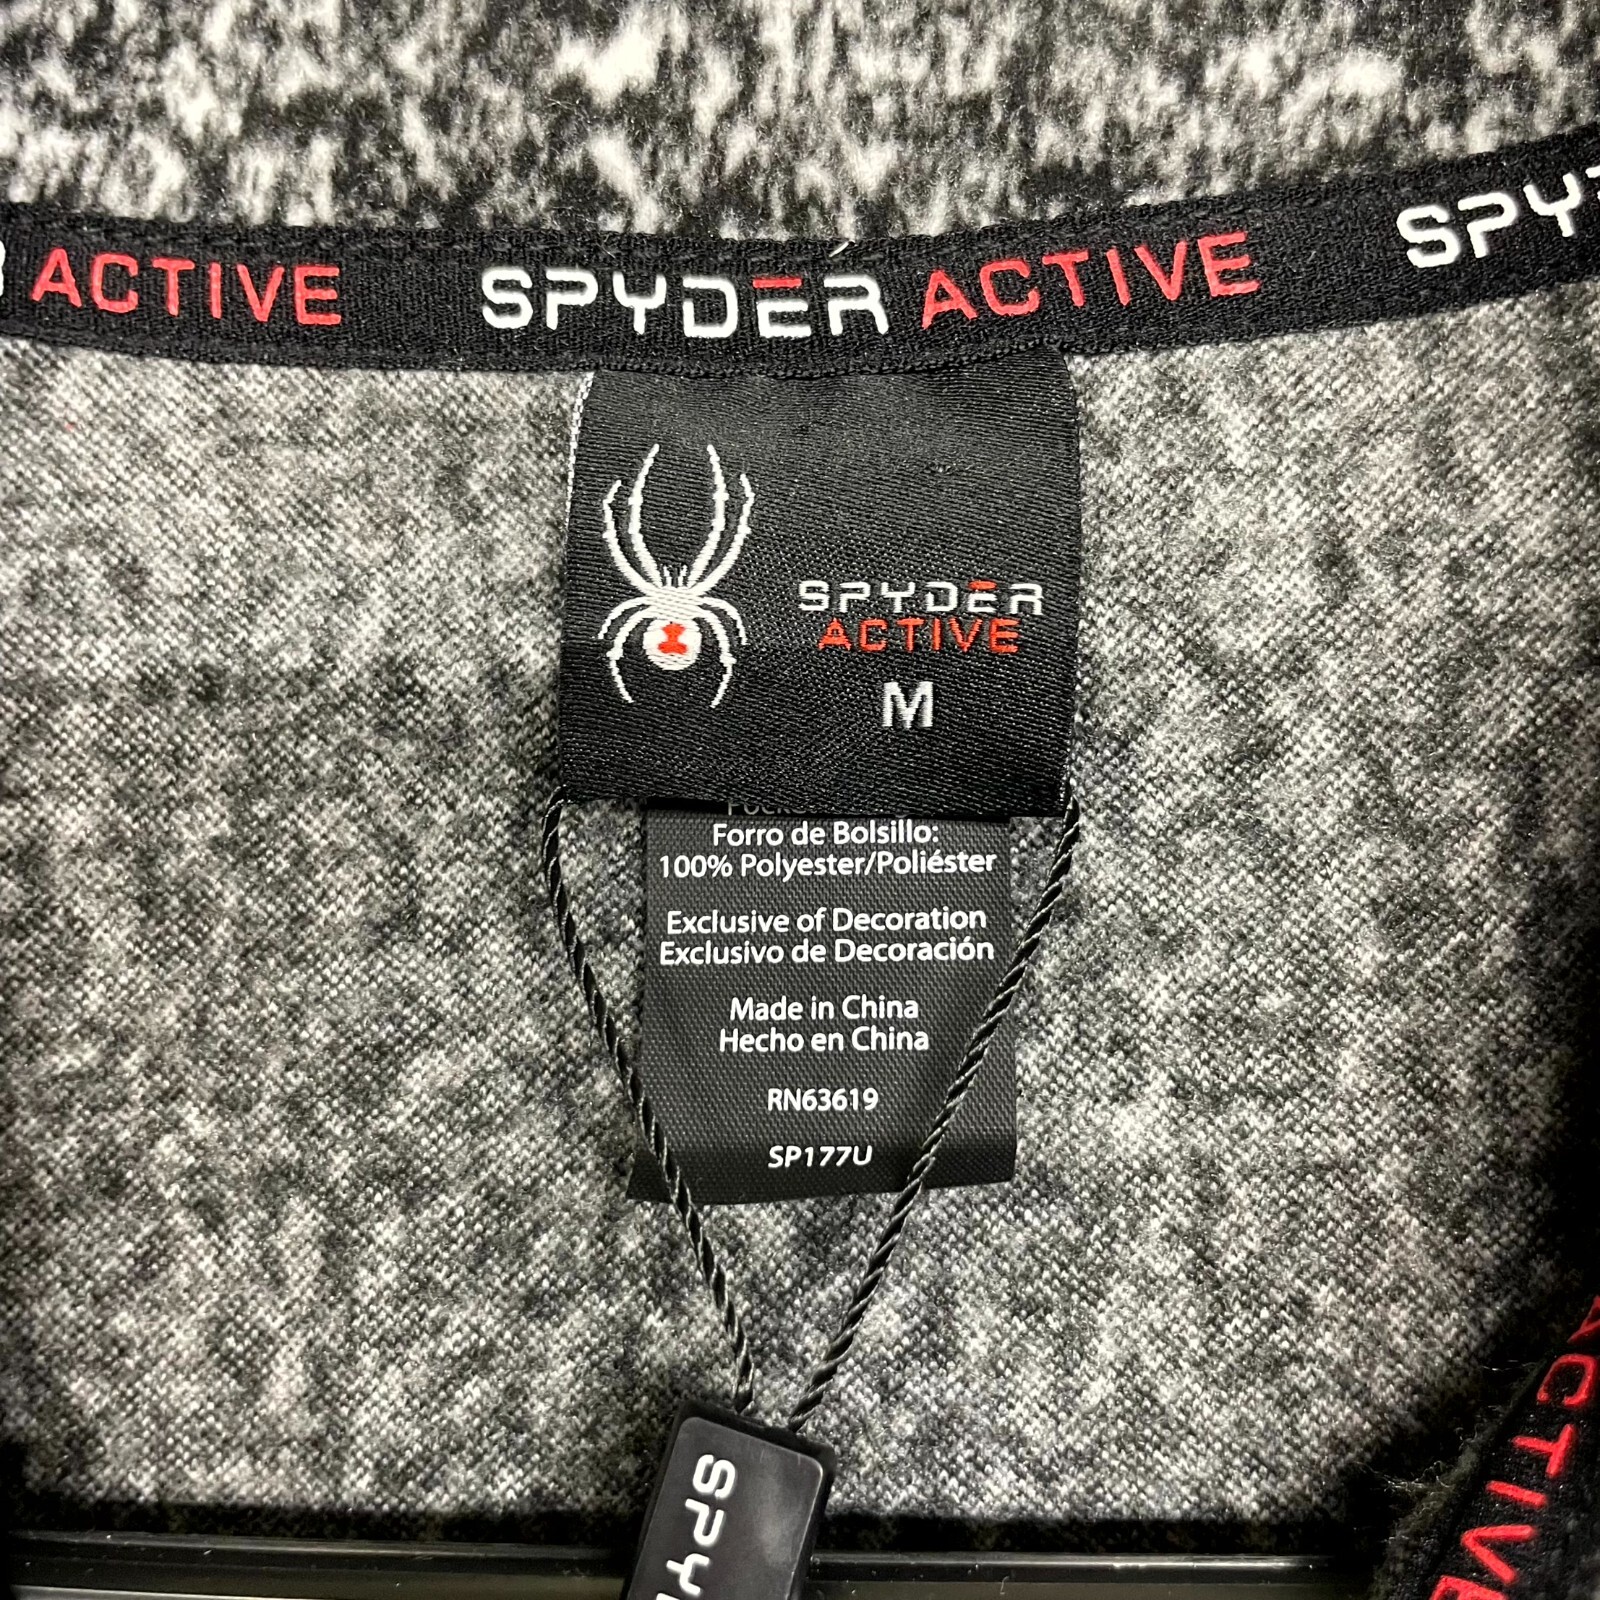 ACTIVE SPYDER ACTIVE SPY
SPYDER
ACTIVE
M
Forro de Bolsillo:
100% Polyester/Poliéster
Exclusive of Decoration
Exclusivo de Decoración
Made in China
Hecho en China
RN63619
SP177U
SPY
ACTIVE